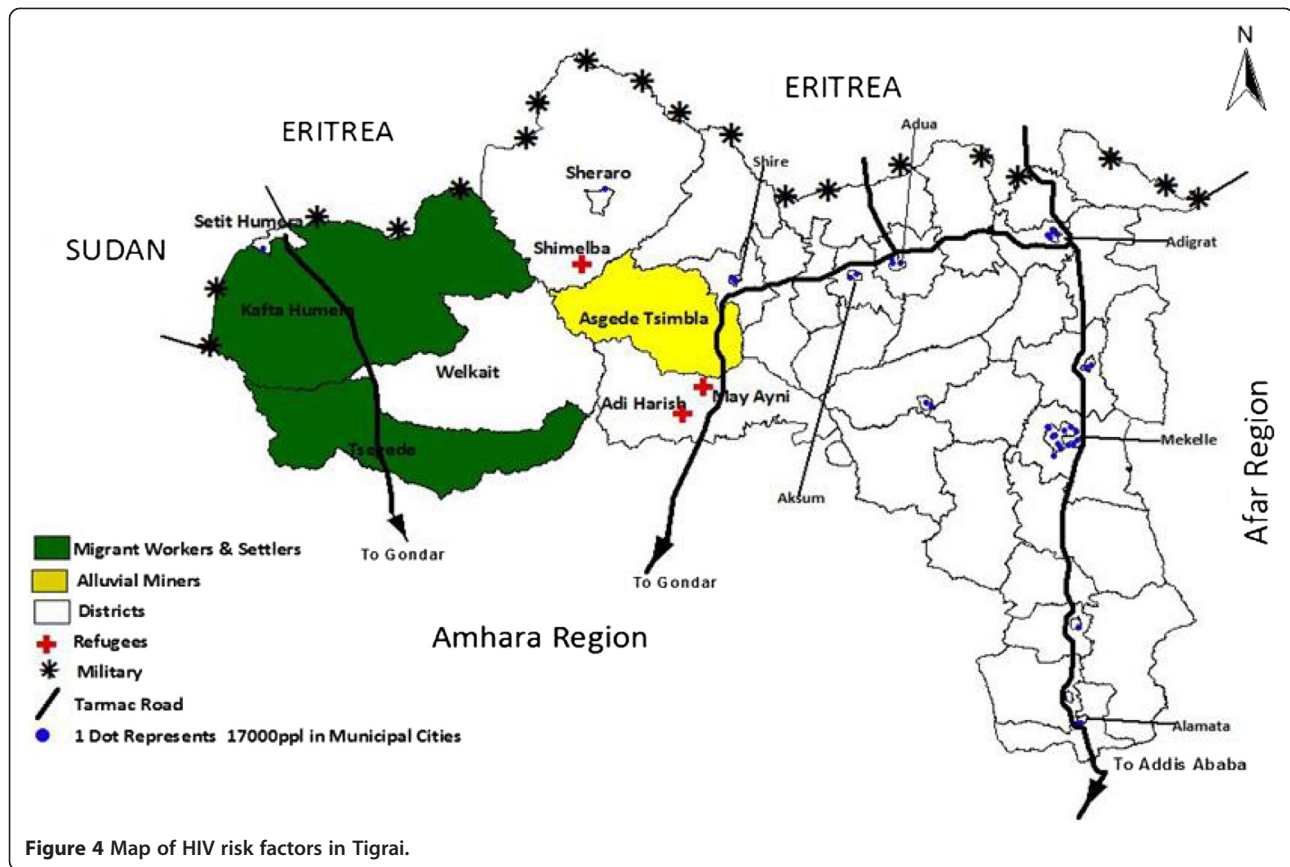 N
ERITREA
ERITREA
Adua
Shire
Sheraro
Setit Humera
Adigrat
SUDAN
Shimelba
Kafta Humera
Asgede Tsimbla
Welkait
Adi Harish
May Ayni
Mekelle
Tsegede
Aksum
Afar Region
To Gondar
To Gondar
Amhara Region
Alamata
To Addis Ababa
Migrant Workers & Settlers
Alluvial Miners
Districts
Refugees
Military
Tarmac Road
1 Dot Represents 17000ppl in Municipal Cities
Figure 4 Map of HIV risk factors in Tigrai.